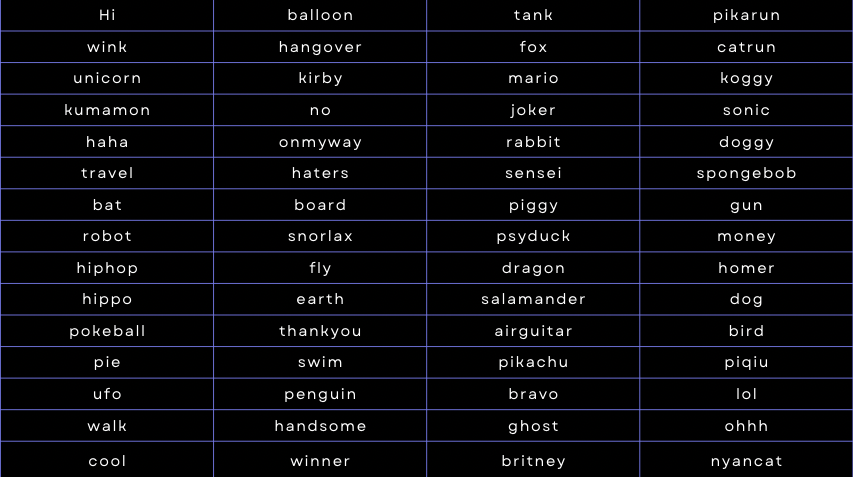 Hi balloon tank pikarun
wink hangover fox catrun
unicorn kirby mario koggy
kumamon no joker sonic
haha onmyway rabbit doggy
travel haters sensei spongebob
bat board piggy gun
robot snorlax psyduck money
hiphop fly dragon homer
hippo earth salamander dog
pokeball thankyou airguitar bird
pie swim pikachu piqiu
ufo penguin bravo lol
walk handsome ghost ohhh
cool winner britney nyancat